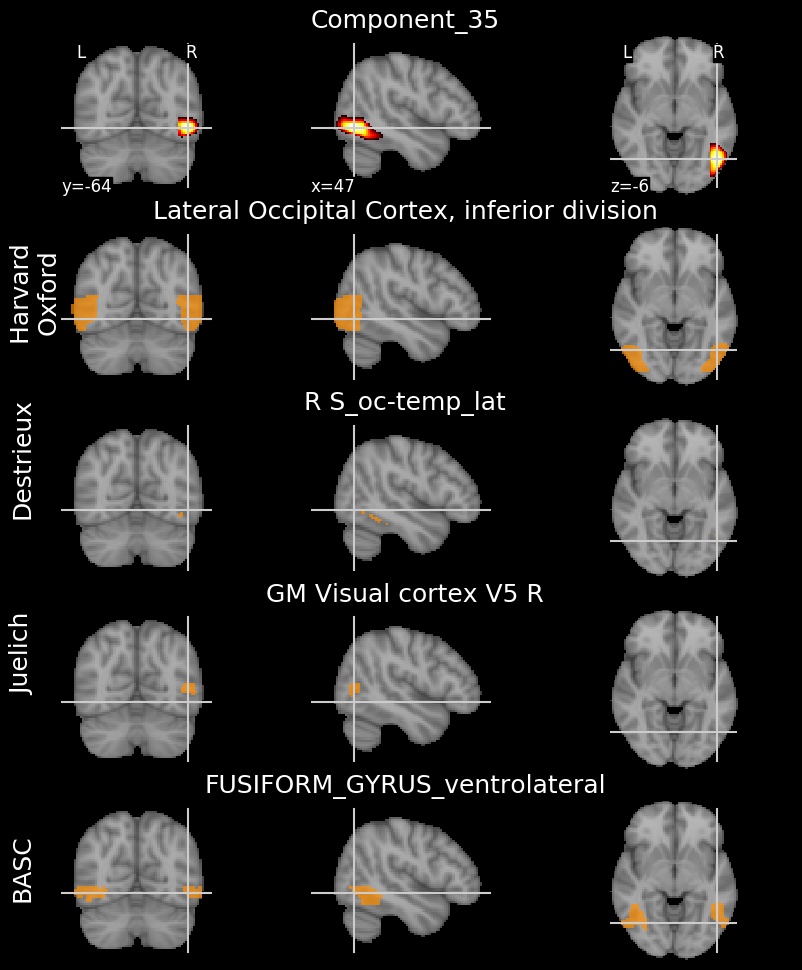 Component_35
L R L R
y=-64 x=47 z=-6
Lateral Occipital Cortex, inferior division
Harvard
Oxford
R S_oc-temp_lat
Destrieux
GM Visual cortex V5 R
Juelich
FUSIFORM_GYRUS_ventrolateral
BASC